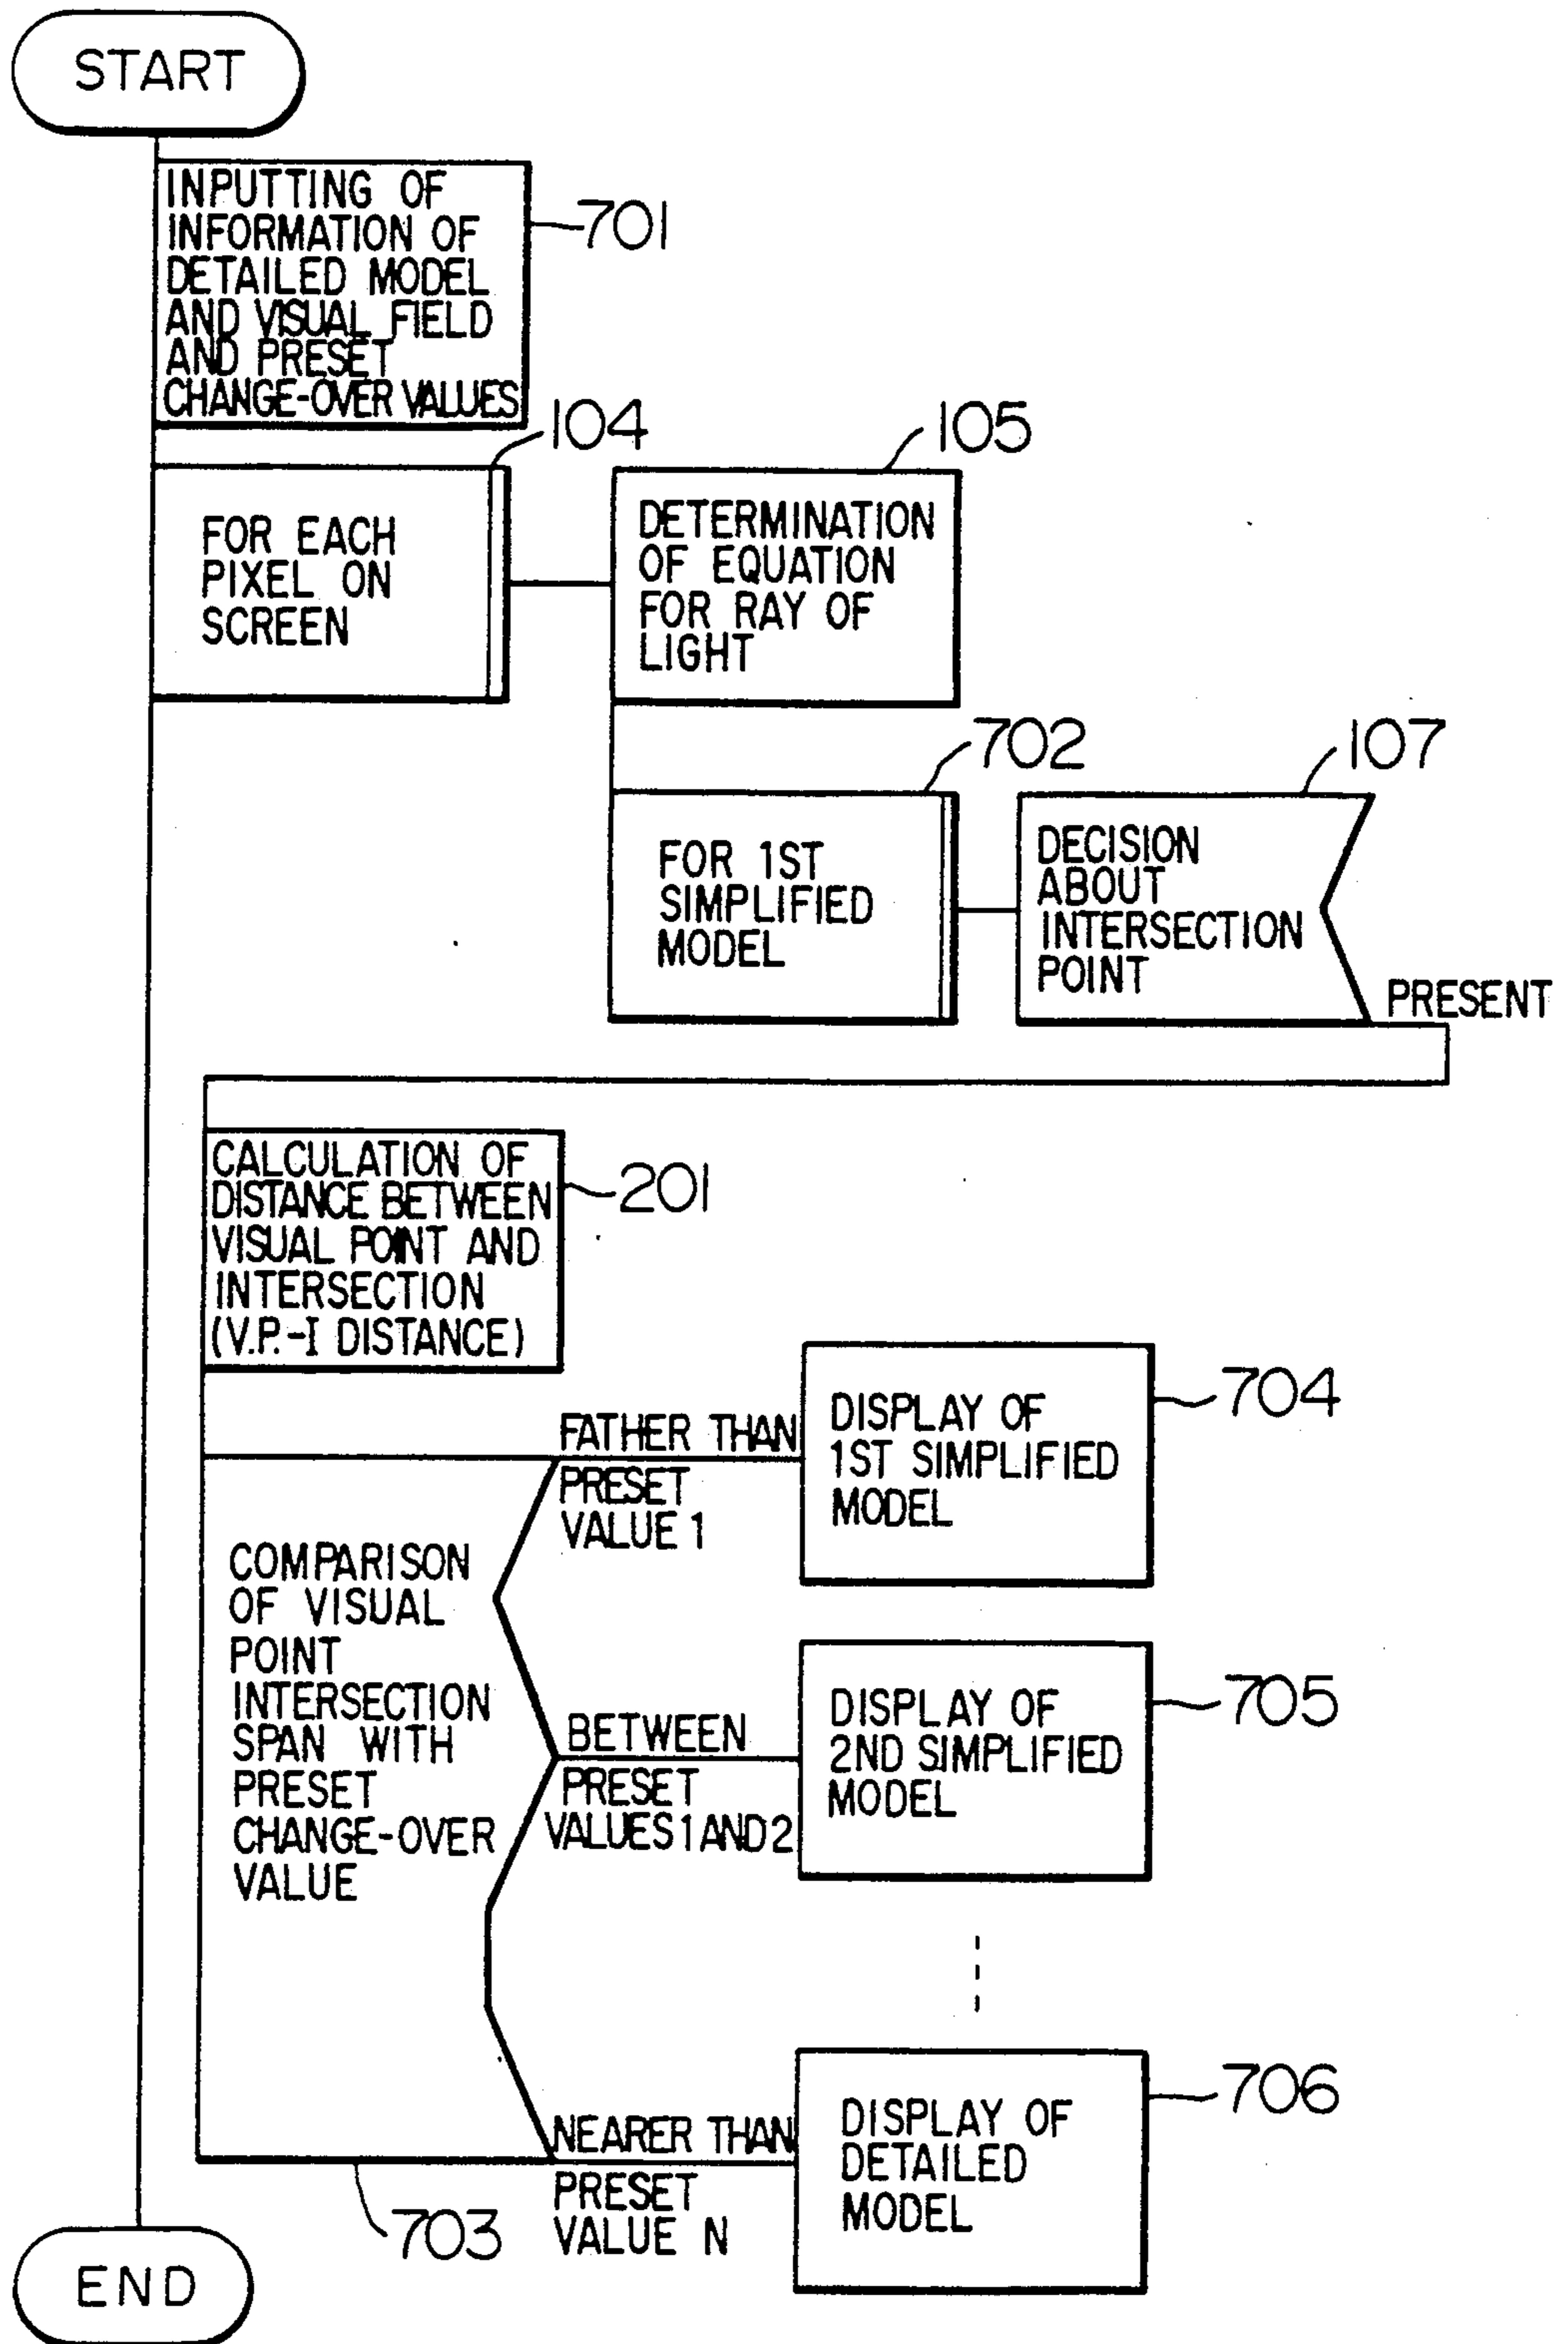 START
INPUTTING OF
INFORMATION OF
DETAILED MODEL
AND VISUAL FIELD
AND PRESET
CHANGE-OVER VALUES
701
104
FOR EACH
PIXEL ON
SCREEN
105
DETERMINATION
OF EQUATION
FOR RAY OF
LIGHT
702
FOR 1ST
SIMPLIFIED
MODEL
107
DECISION
ABOUT
INTERSECTION
POINT
PRESENT
CALCULATION OF
DISTANCE BETWEEN
VISUAL POINT AND
INTERSECTION
(V.P.-I DISTANCE)
201
COMPARISON
OF VISUAL
POINT
INTERSECTION
SPAN WITH
PRESET
CHANGE-OVER
VALUE
703
FATHER THAN
PRESET
VALUE 1
DISPLAY OF
1ST SIMPLIFIED
MODEL
704
BETWEEN
PRESET
VALUES 1 AND 2
DISPLAY OF
2ND SIMPLIFIED
MODEL
705
NEARER THAN
PRESET
VALUE N
DISPLAY OF
DETAILED
MODEL
706
END